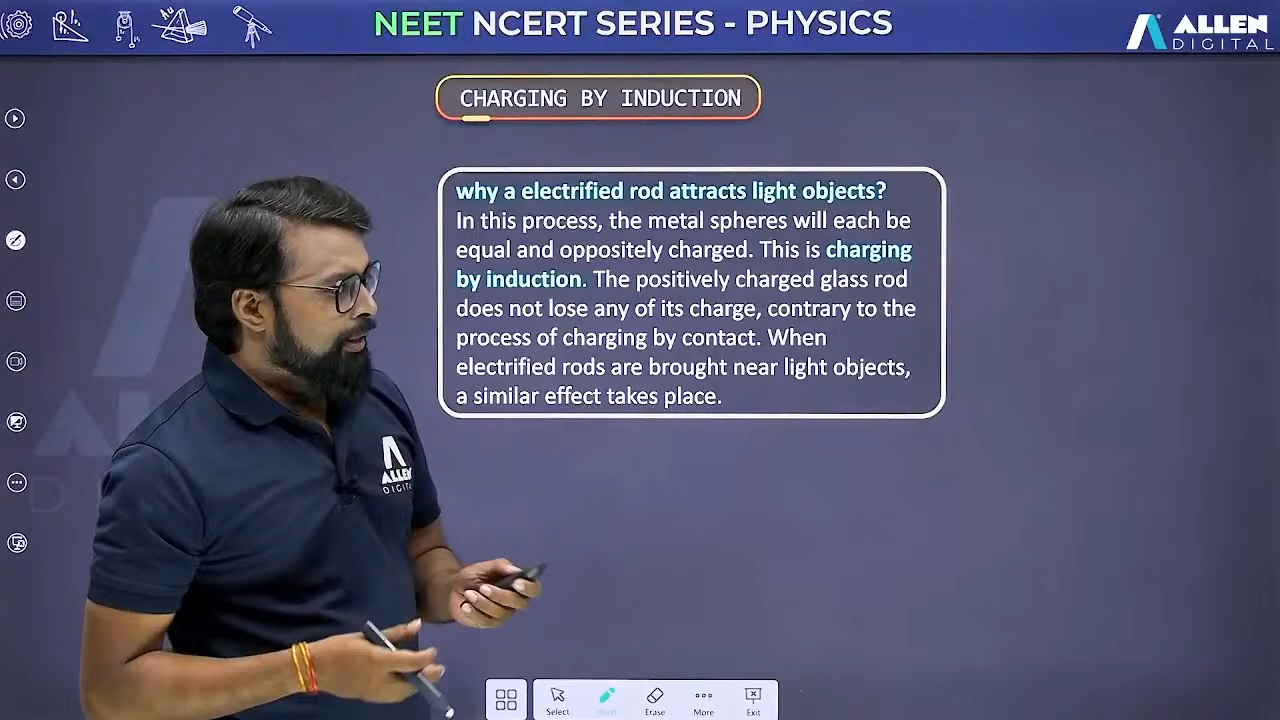 NEET NCERT SERIES - PHYSICS
ALLEN
DIGITAL
CHARGING BY INDUCTION
why a electrified rod attracts light objects?
In this process, the metal spheres will each be
equal and oppositely charged. This is charging
by induction. The positively charged glass rod
does not lose any of its charge, contrary to the
process of charging by contact. When
electrified rods are brought near light objects,
a similar effect takes place.
ALLEN
DIGITAL
Select
Erase
More
Exit